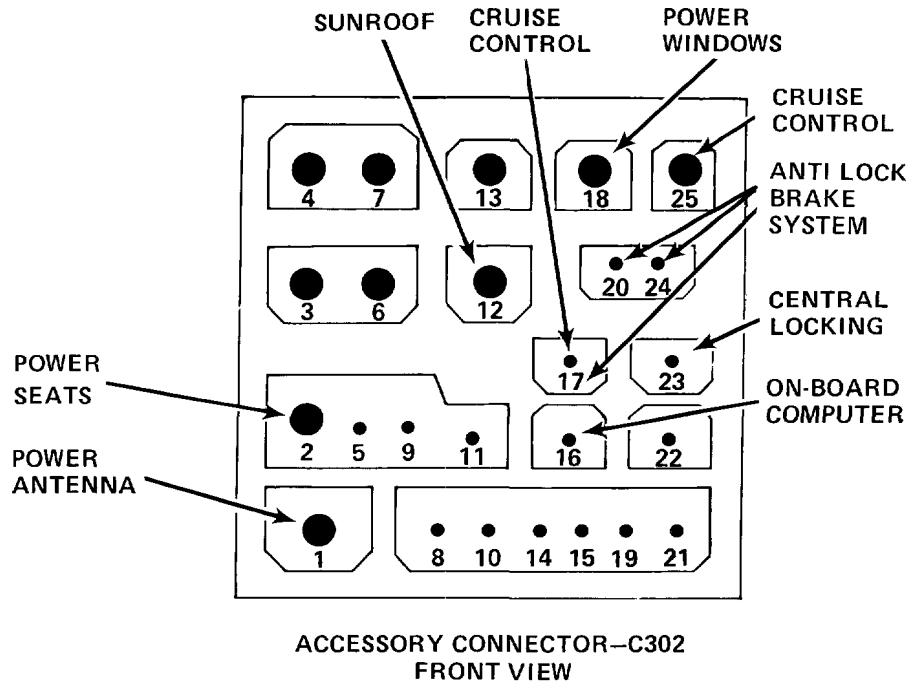 SUNROOF
CRUISE
CONTROL
POWER
WINDOWS
CRUISE
CONTROL
ANTI LOCK
BRAKE
SYSTEM
4 7 13 18 25
20 24
3 6 12
CENTRAL
LOCKING
17 23
POWER
SEATS
ON-BOARD
COMPUTER
2 5 9 11 16 22
POWER
ANTENNA
1 8 10 14 15 19 21
ACCESSORY CONNECTOR—C302
FRONT VIEW